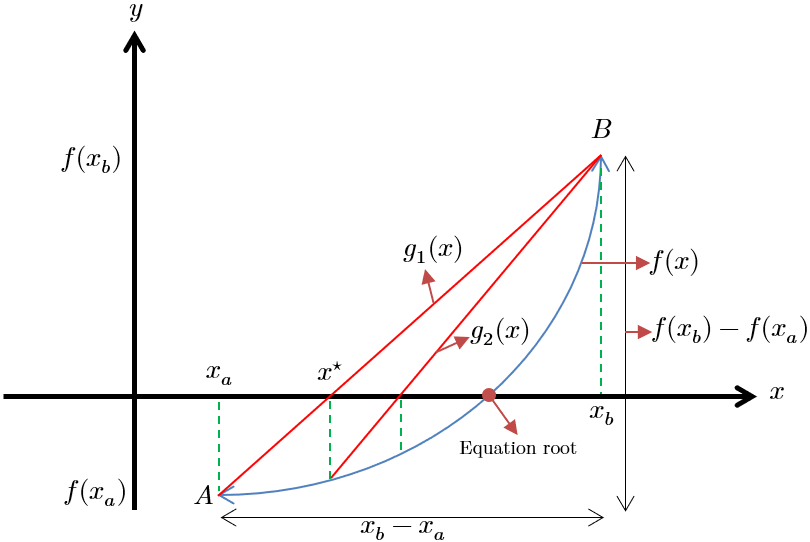 y
B
f(x_b)
g_1(x)
f(x)
g_2(x)
f(x_b) − f(x_a)
x_a
x^⋆
x
x_b
Equation root
f(x_a)
A
x_b − x_a